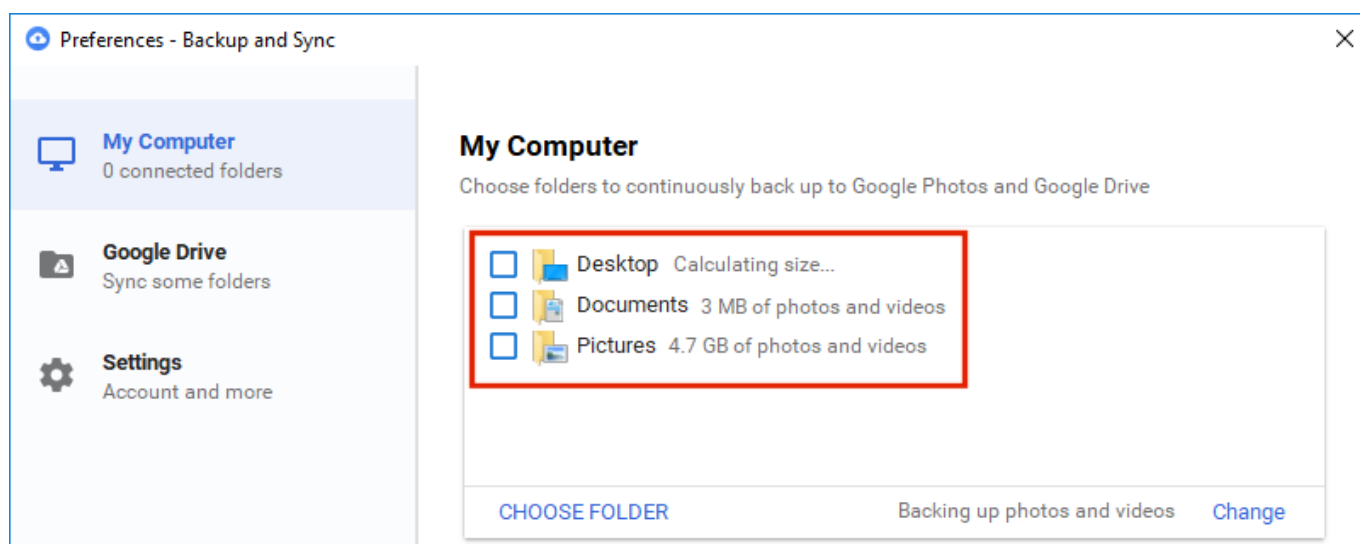 Preferences - Backup and Sync
My Computer
0 connected folders
Google Drive
Sync some folders
Settings
Account and more
My Computer
Choose folders to continuously back up to Google Photos and Google Drive
Desktop Calculating size...
Documents 3 MB of photos and videos
Pictures 4.7 GB of photos and videos
CHOOSE FOLDER Backing up photos and videos Change